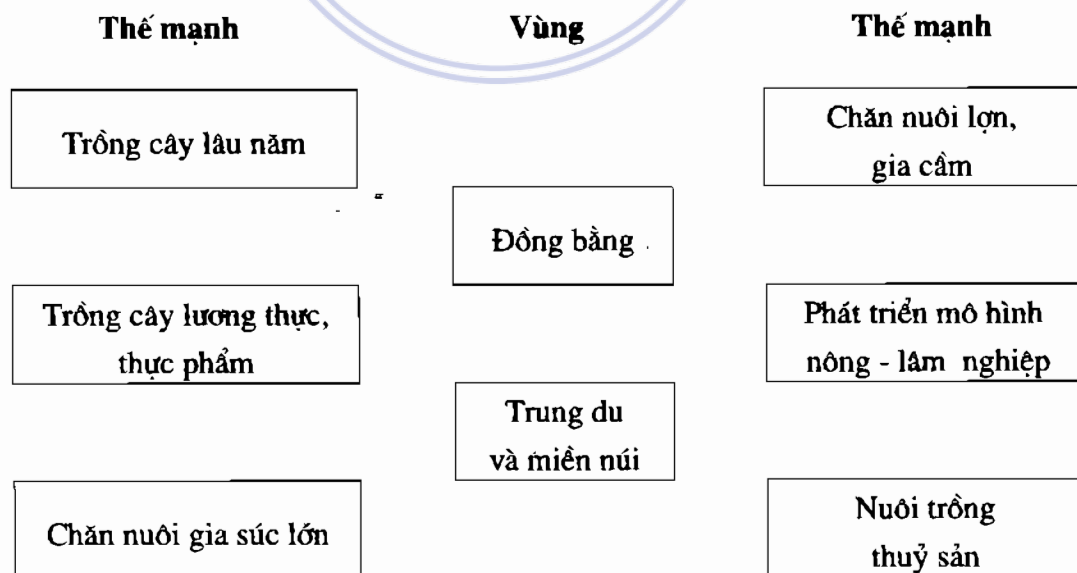 Thế mạnh
Vùng
Thế mạnh
Trồng cây lâu năm
Chăn nuôi lợn,
gia cầm
Đồng bằng
Trồng cây lương thực,
thực phẩm
Phát triển mô hình
nông - lâm nghiệp
Trung du
và miền núi
Chăn nuôi gia súc lớn
Nuôi trồng
thuỷ sản